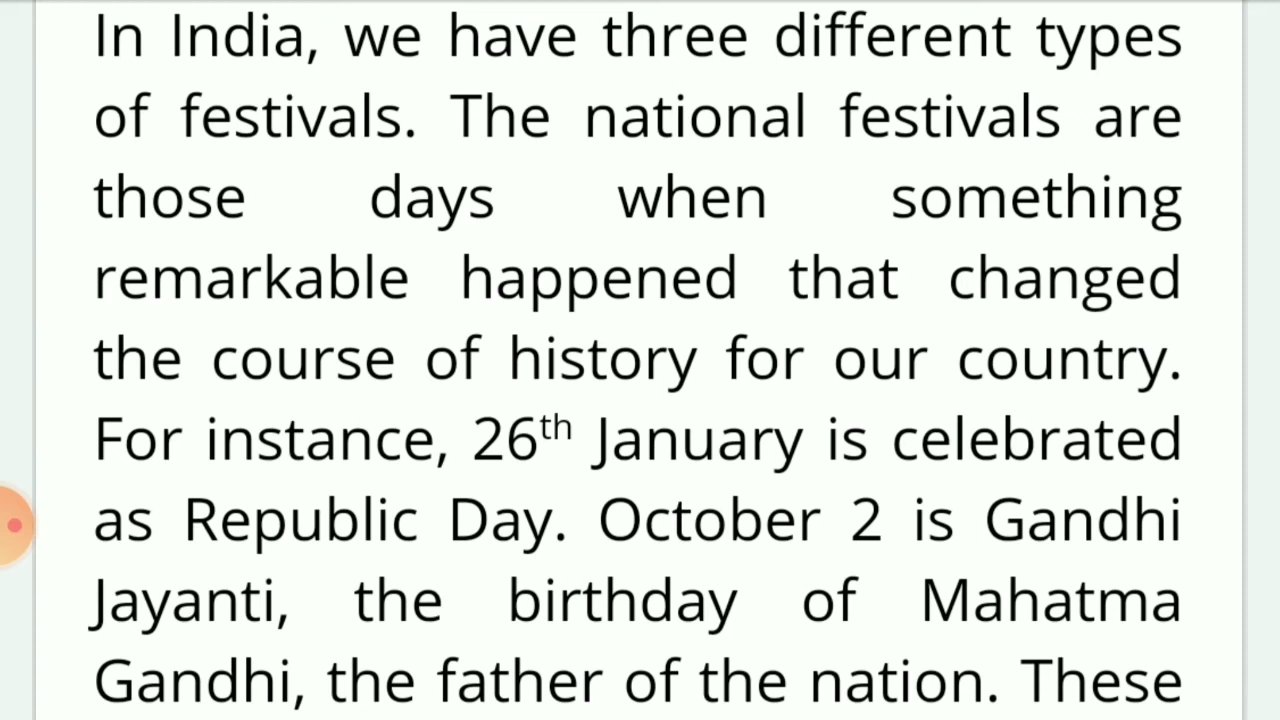 In India, we have three different types
of festivals. The national festivals are
those days when something
remarkable happened that changed
the course of history for our country.
For instance, 26th January is celebrated
as Republic Day. October 2 is Gandhi
Jayanti, the birthday of Mahatma
Gandhi, the father of the nation. These